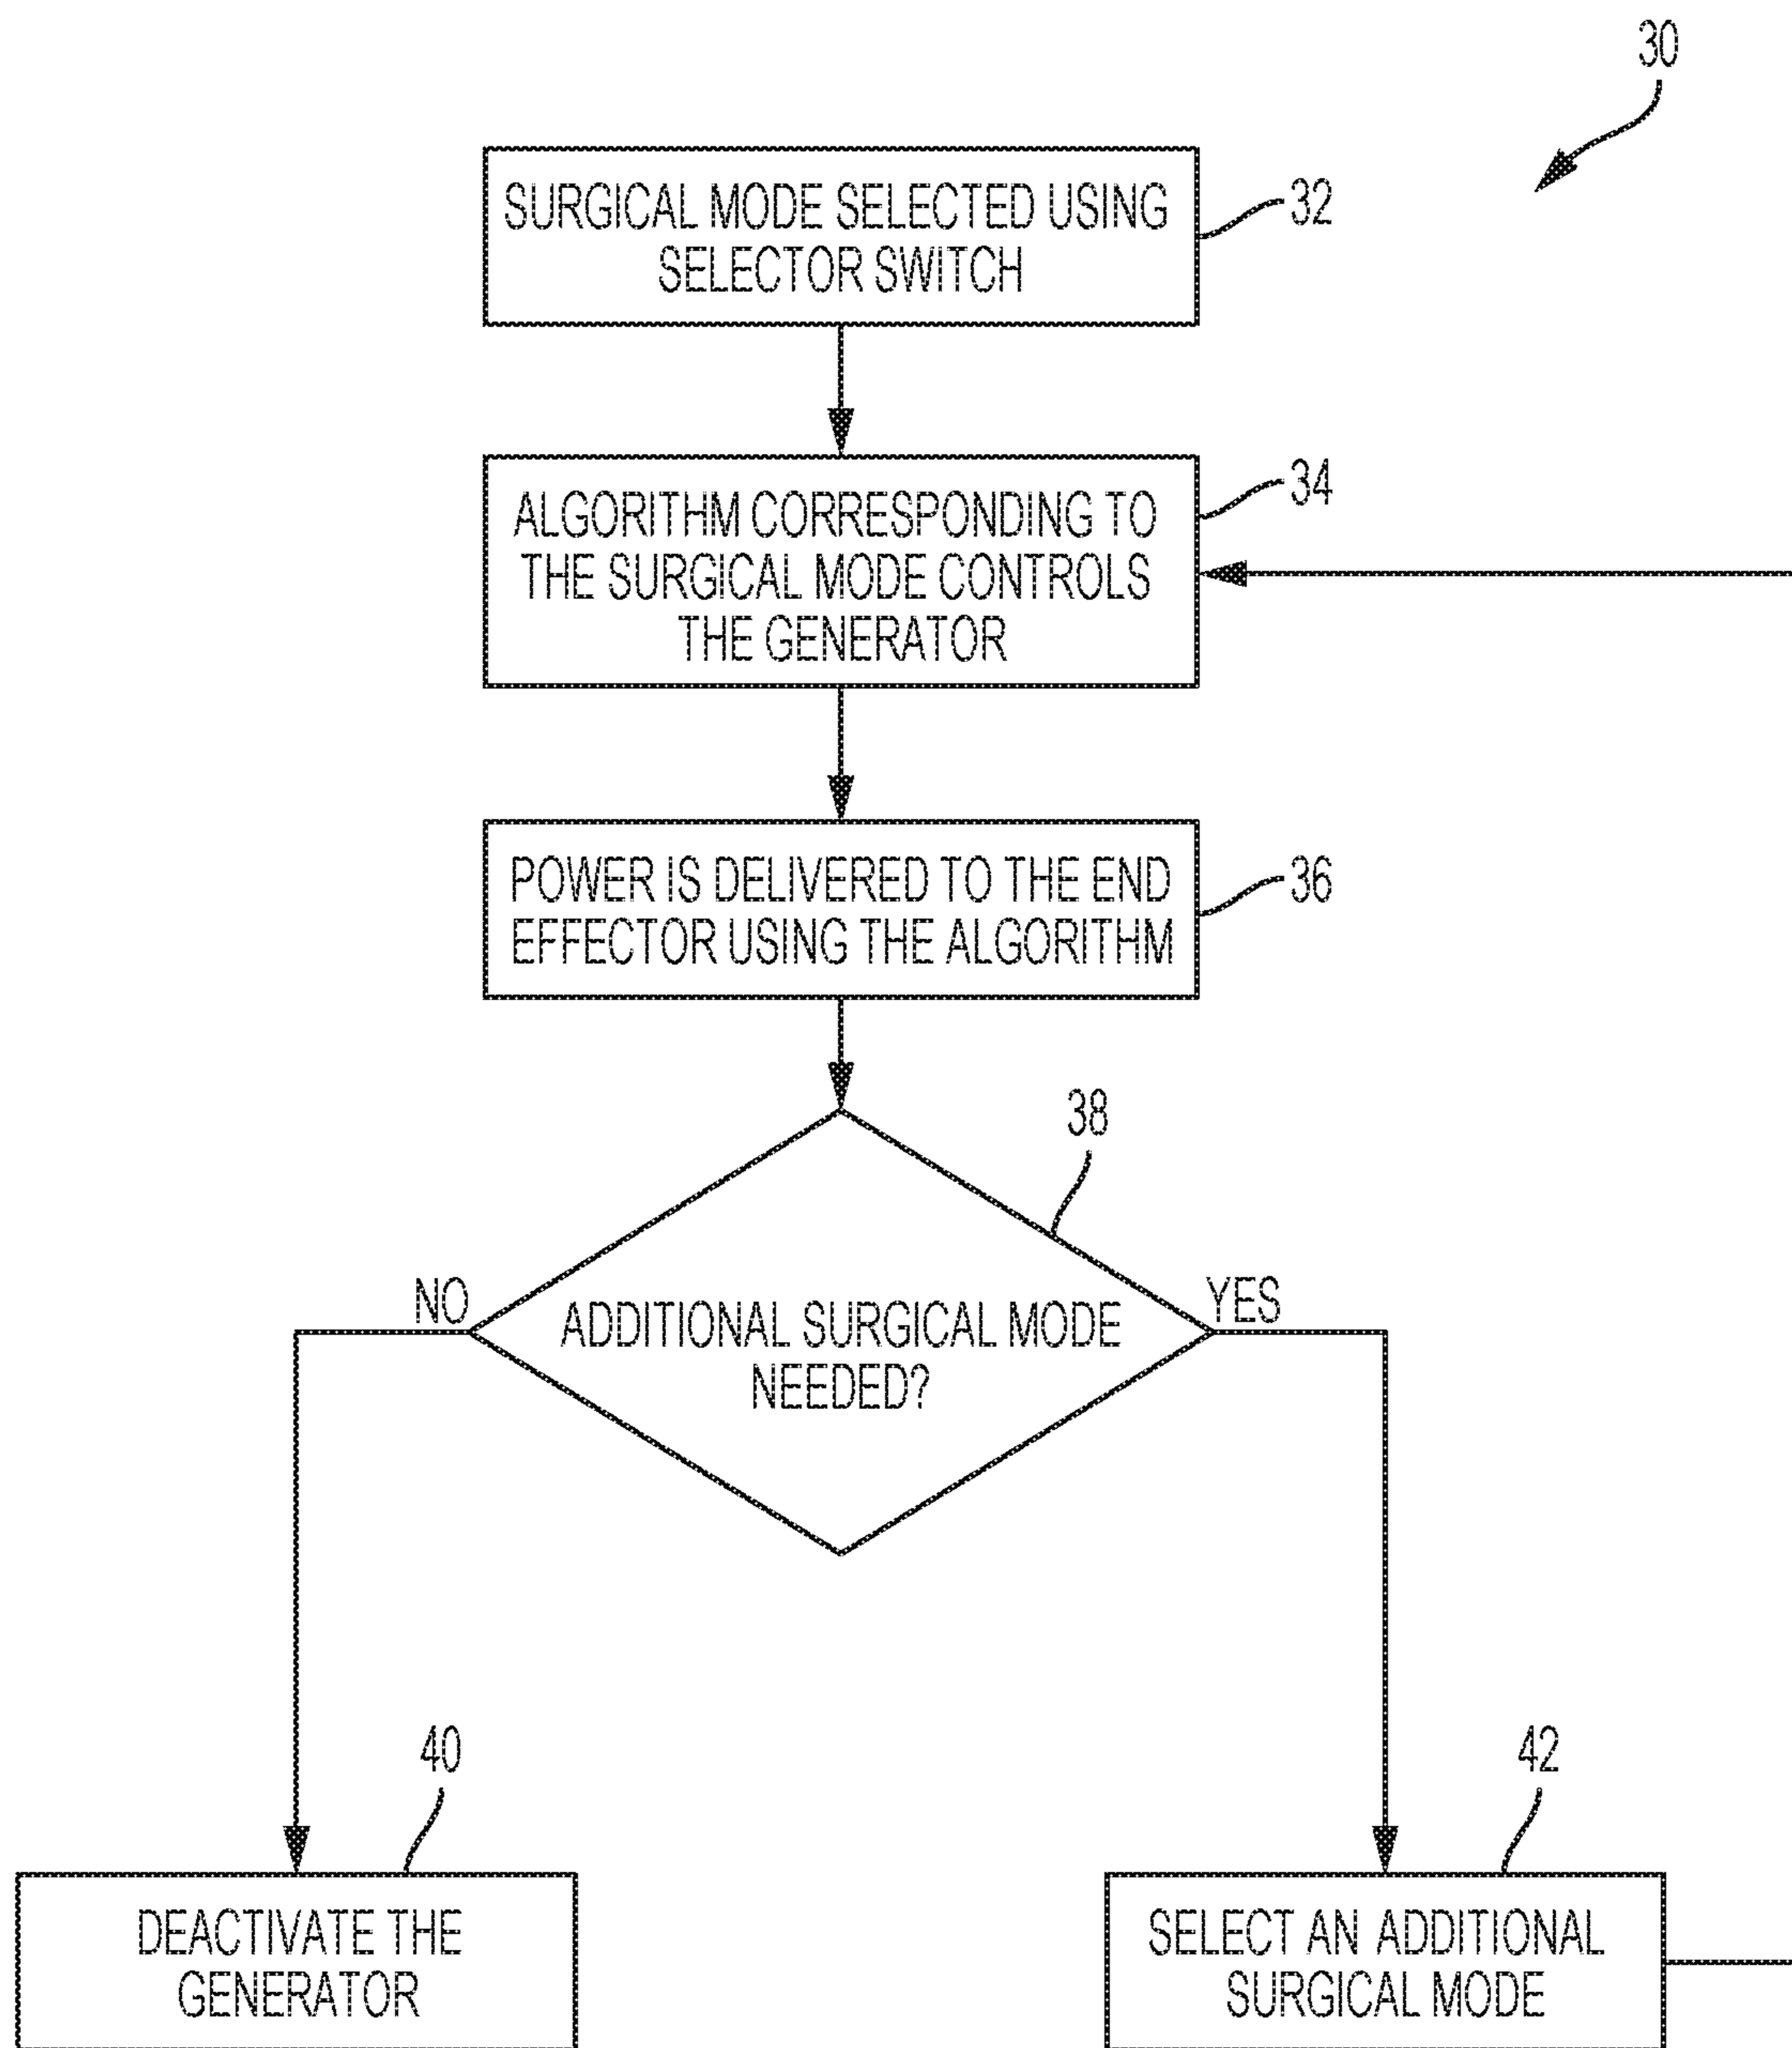 30
SURGICAL MODE SELECTED USING
SELECTOR SWITCH
32
ALGORITHM CORRESPONDING TO
THE SURGICAL MODE CONTROLS
THE GENERATOR
34
POWER IS DELIVERED TO THE END
EFFECTOR USING THE ALGORITHM
36
38
NO
ADDITIONAL SURGICAL MODE
NEEDED?
YES
40
DEACTIVATE THE
GENERATOR
42
SELECT AN ADDITIONAL
SURGICAL MODE